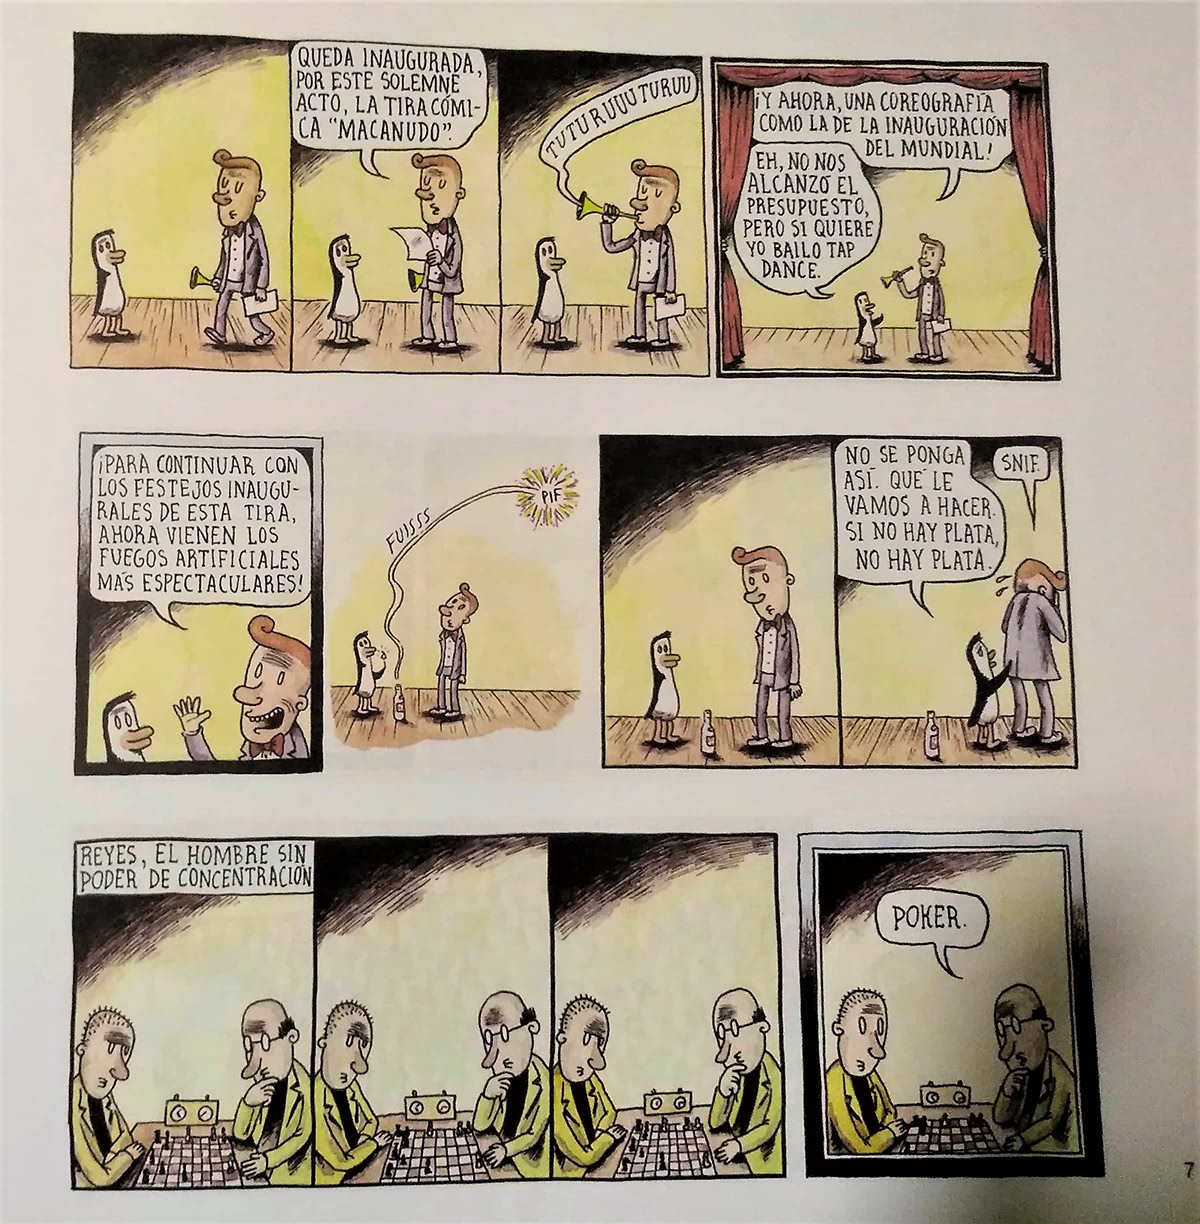 QUEDA INAUGURADA,
POR ESTE SOLEMNE
ACTO, LA TIRA CÓMI-
CA "MACANUDO".
TUTURUUUTURUU
¡Y AHORA, UNA COREOGRAFÍA
COMO LA DE LA INAUGURACIÓN
DEL MUNDIAL!
EH, NO NOS
ALCANZÓ EL
PRESUPUESTO,
PERO SI QUIERE
YO BAILO TAP
DANCE.
¡PARA CONTINUAR CON
LOS FESTEJOS INAUGU-
RALES DE ESTA TIRA,
AHORA VIENEN LOS
FUEGOS ARTIFICIALES
MÁS ESPECTACULARES!
FUISSS
PIF
NO SE PONGA
ASÍ. QUÉ LE
VAMOS A HACER.
SI NO HAY PLATA,
NO HAY PLATA.
SNIF.
REYES, EL HOMBRE SIN
PODER DE CONCENTRACIÓN
POKER.
7